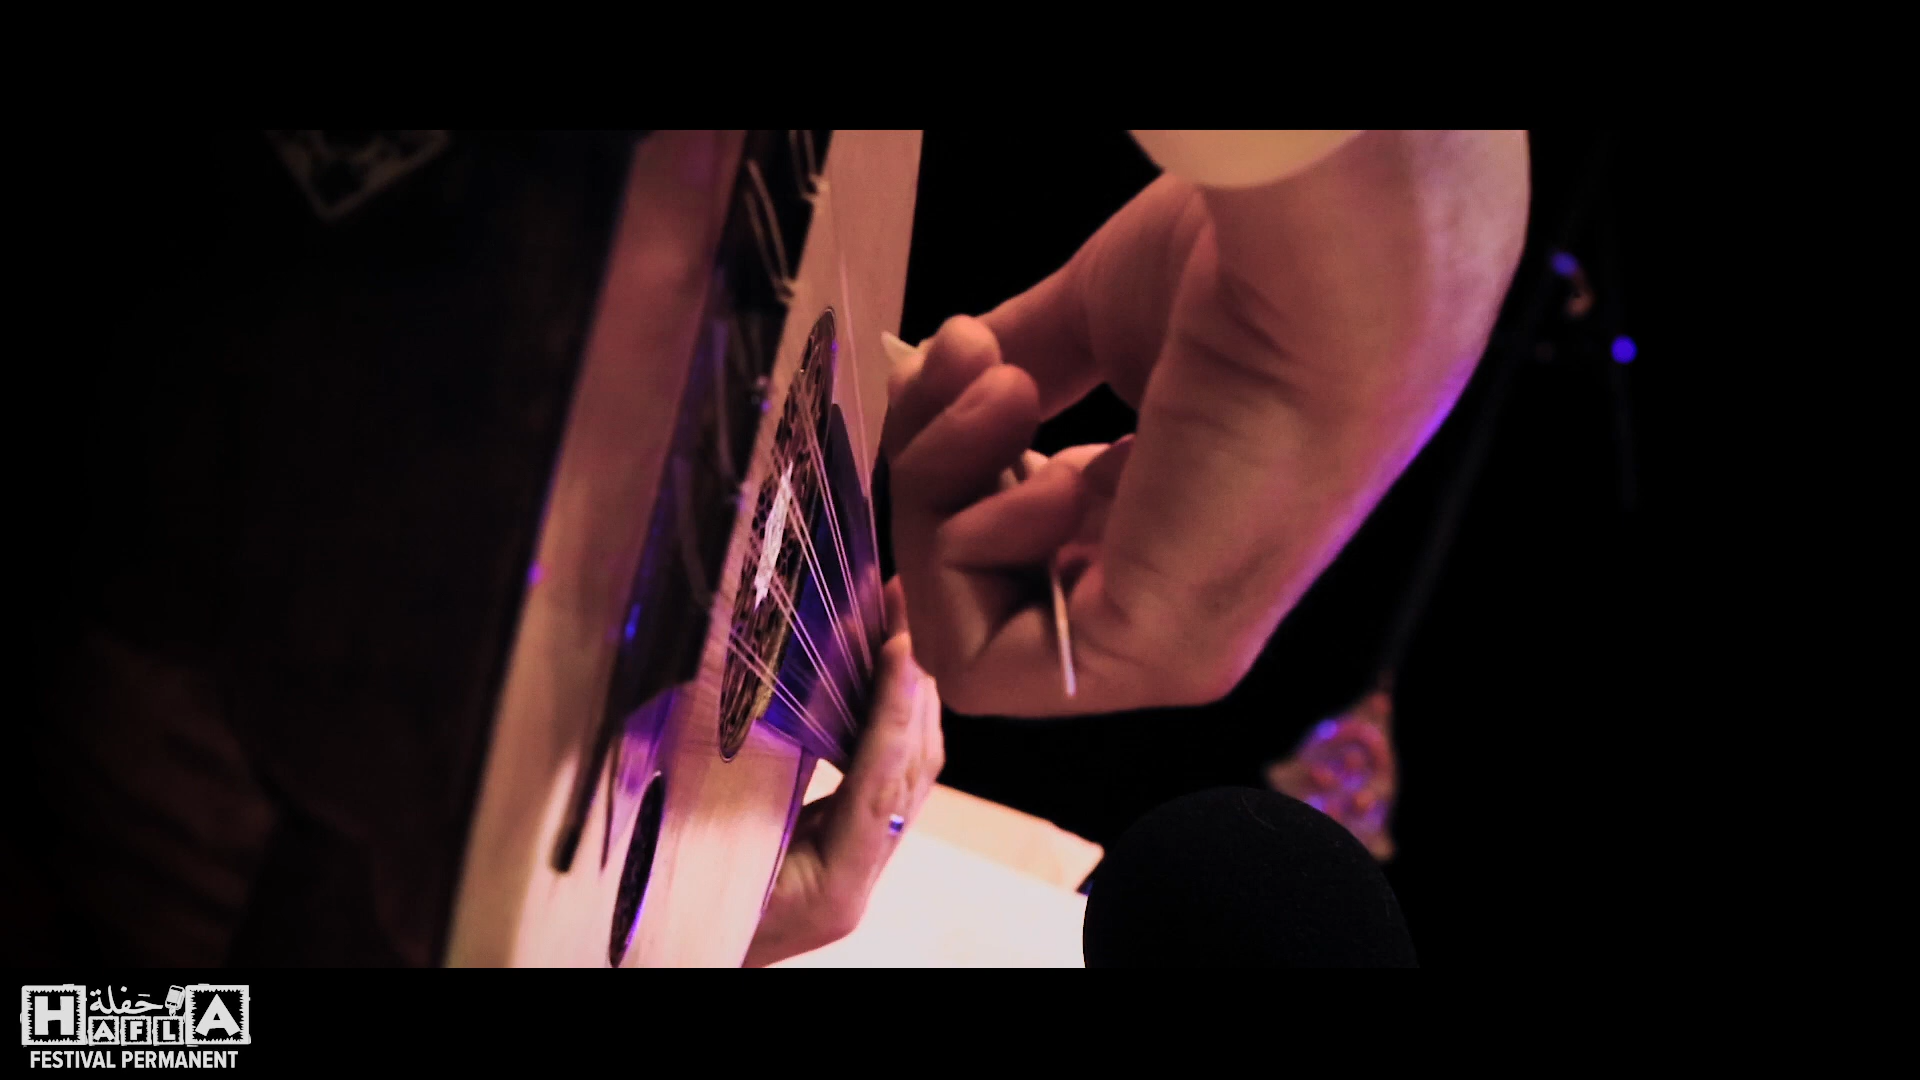 H حفلة A
HAFLA
FESTIVAL PERMANENT